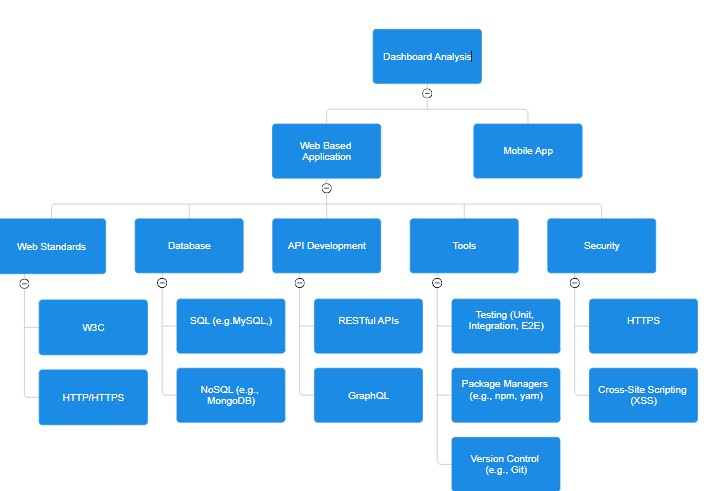 Dashboard Analysis
Web Based
Application
Mobile App
Web Standards
Database
API Development
Tools
Security
W3C
HTTP/HTTPS
SQL (e.g.MySQL,)
NoSQL (e.g.,
MongoDB)
RESTful APIs
GraphQL
Testing (Unit,
Integration, E2E)
Package Managers
(e.g., npm, yarn)
Version Control
(e.g., Git)
HTTPS
Cross-Site Scripting
(XSS)